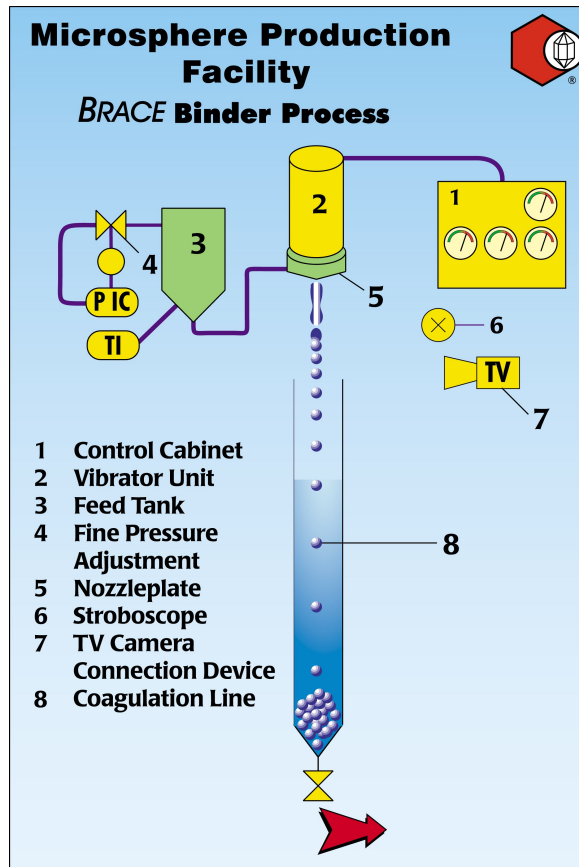 Microsphere Production
Facility
BRACE Binder Process
®
1
2
3
4
5
P IC
TI
6
TV
7
8
1 Control Cabinet
2 Vibrator Unit
3 Feed Tank
4 Fine Pressure
Adjustment
5 Nozzleplate
6 Stroboscope
7 TV Camera
Connection Device
8 Coagulation Line